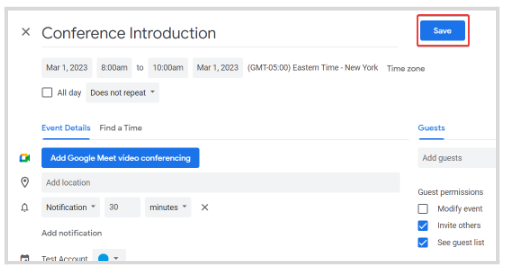 Conference Introduction
Save
Mar 1, 2023 8:00am to 10:00am Mar 1, 2023 (GMT-05:00) Eastern Time - New York Time zone
All day Does not repeat
Event Details Find a Time
Guests
Add Google Meet video conferencing
Add guests
Add location
Guest permissions
Notification 30 minutes
Modify event
Invite others
Add notification
See guest list
Test Account